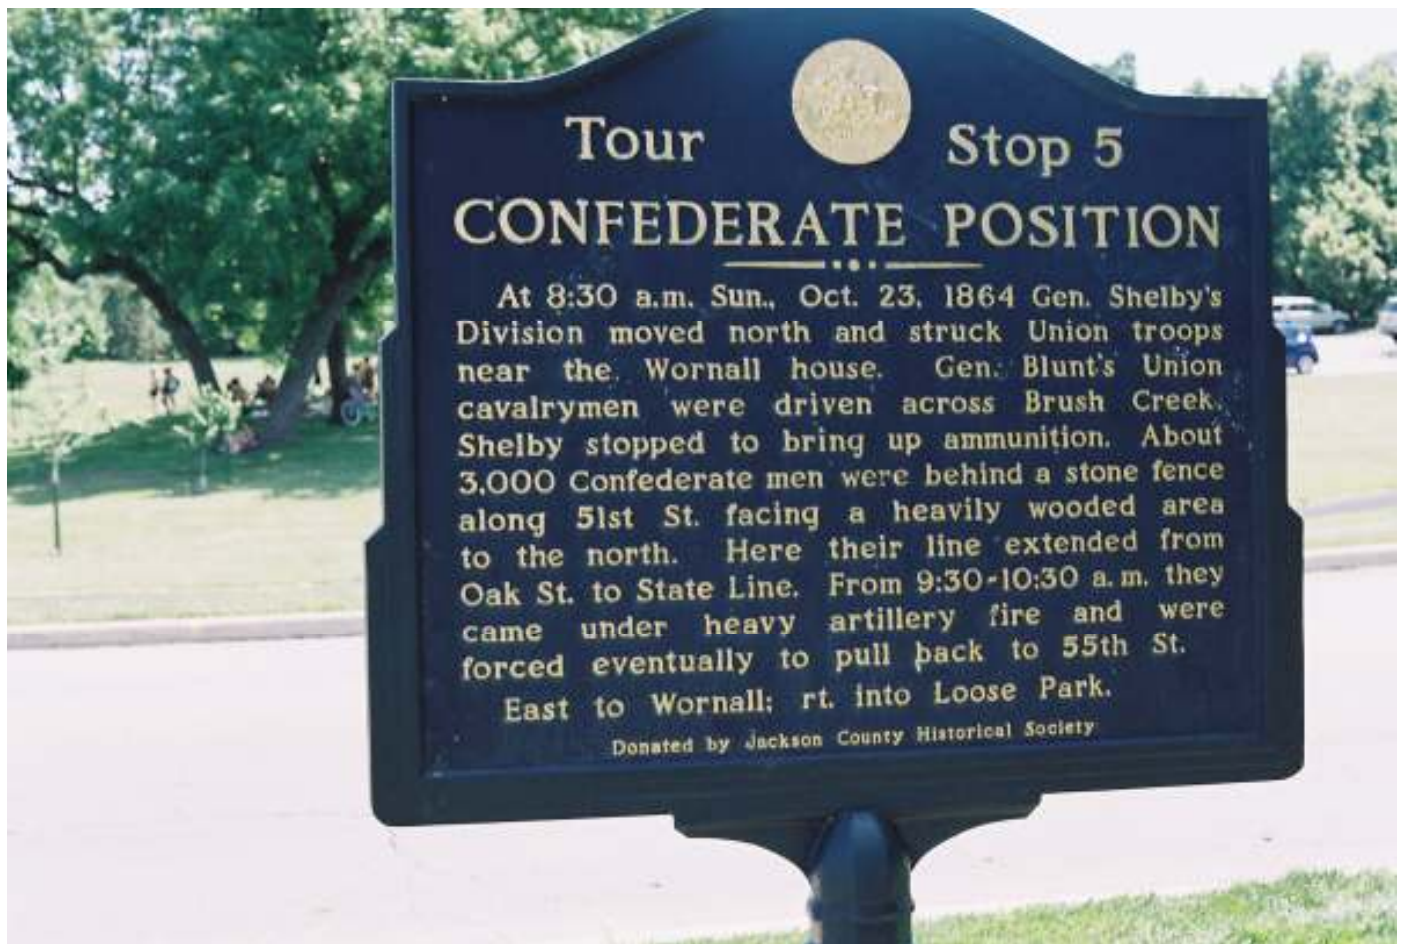 Tour Stop 5
CONFEDERATE POSITION
At 8:30 a.m. Sun., Oct. 23, 1864 Gen. Shelby's
Division moved north and struck Union troops
near the Wornall house. Gen. Blunt's Union
cavalrymen were driven across Brush Creek.
Shelby stopped to bring up ammunition. About
3,000 Confederate men were behind a stone fence
along 51st St. facing a heavily wooded area
to the north. Here their line extended from
Oak St. to State Line. From 9:30-10:30 a.m. they
came under heavy artillery fire and were
forced eventually to pull back to 55th St.
East to Wornall; rt. into Loose Park.
Donated by Jackson County Historical Society